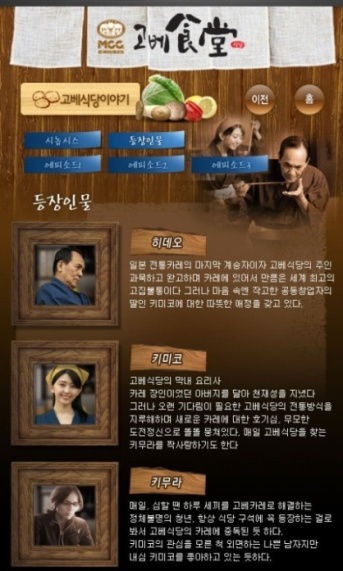 MCC
고베食堂
고베식당이야기
이전
홈
시놉시스
등장인물
에피소드1
에피소드2
에피소드3
등장인물
히데오
일본 전통카레의 마지막 계승자이자 고베식당의 주인
과묵하고 완고하며 카레에 있어서 만큼은 세계 최고의
고집불통이다 그러나 마음 속엔 작고한 공동창업자의
딸인 키미코에 대한 따뜻한 애정을 갖고 있다.
키미코
고베식당의 막내 요리사
카레 장인이었던 아버지를 닮아 천재성을 지녔다
그러나 오랜 기다림이 필요한 고베식당의 전통방식을
지루해하며 새로운 카레에 대한 호기심, 무모한
도전정신으로 똘똘 뭉쳐있다. 매일 고베식당을 찾는
키무라를 짝사랑하기도 한다
키무라
매일, 심할 땐 하루 세끼를 고베카레로 해결하는
정체불명의 청년, 항상 식당 구석에 꼭 등장하는 걸로
봐서 고베식당의 카레에 중독된 듯 하다.
키미코의 관심을 모른 척 외면하는 나쁜 남자지만
내심 키미코를 좋아하고 있는 듯하다.